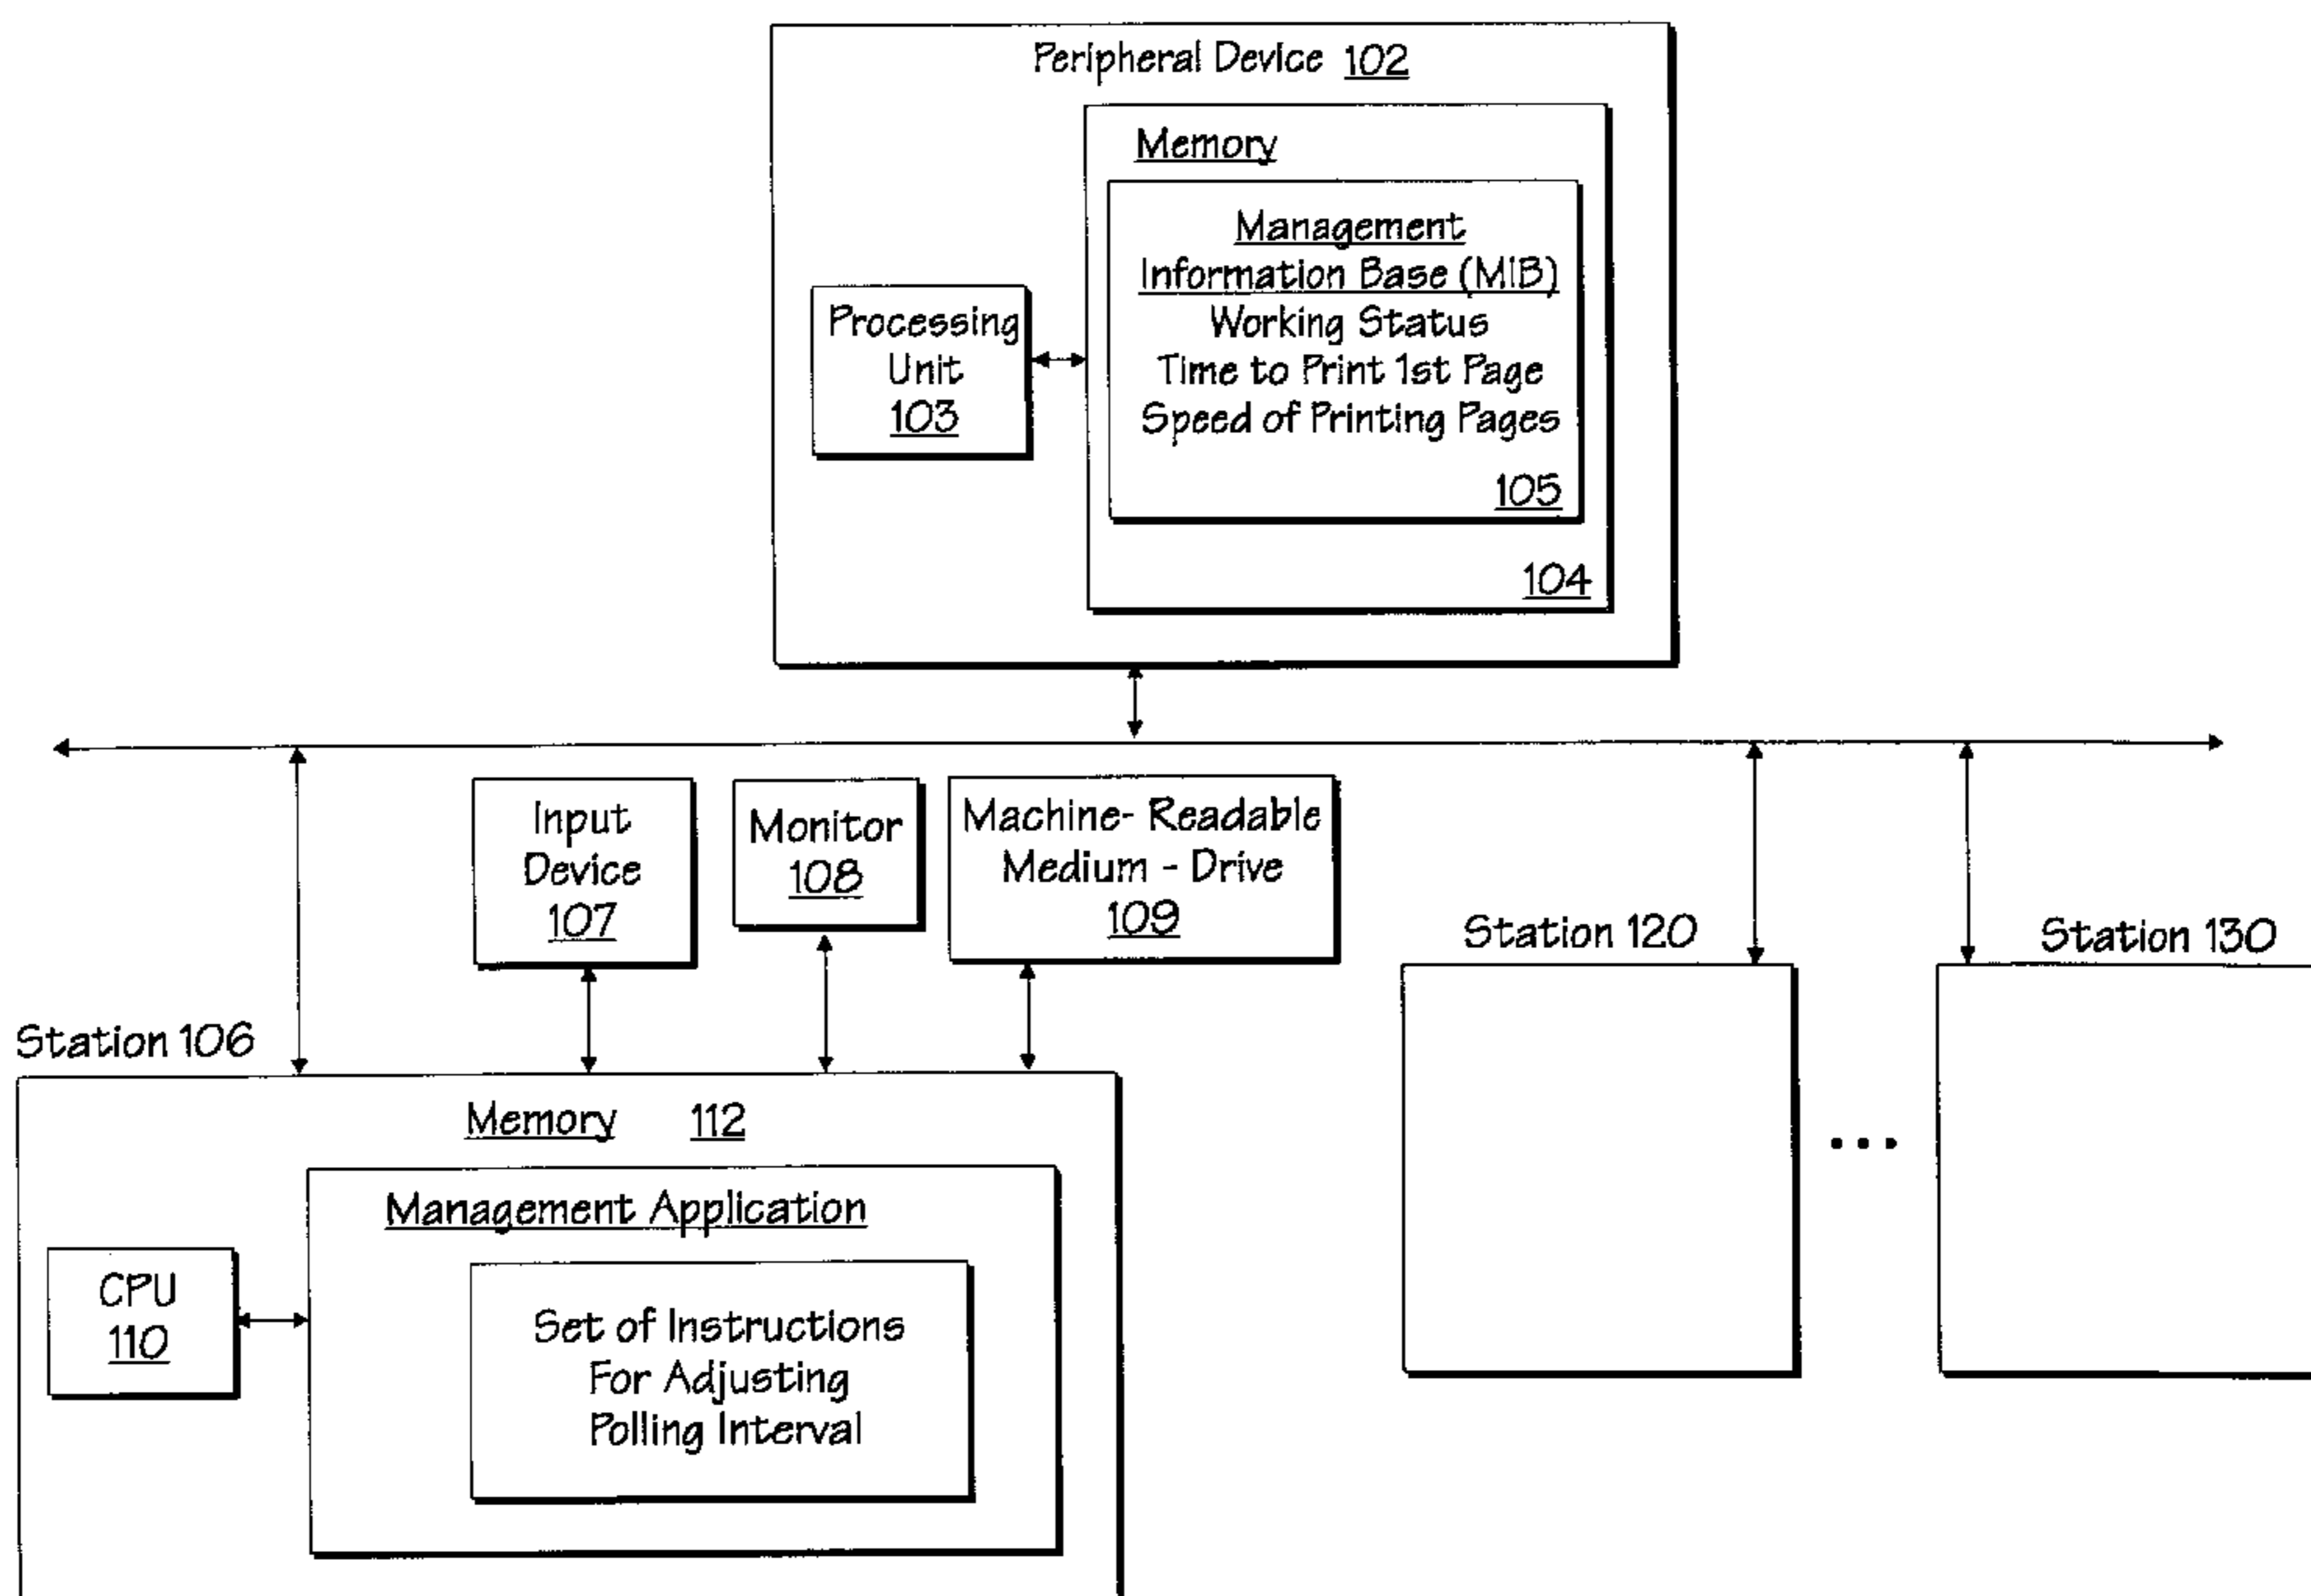 Peripheral Device 102
Memory
Management
Information Base (MIB)
Working Status
Time to Print 1st Page
Speed of Printing Pages
105
104
Processing
Unit
103
Input
Device
107
Monitor
108
Machine- Readable
Medium - Drive
109
Station 120
Station 130
Station 106
Memory 112
Management Application
CPU
110
Set of Instructions
For Adjusting
Polling Interval